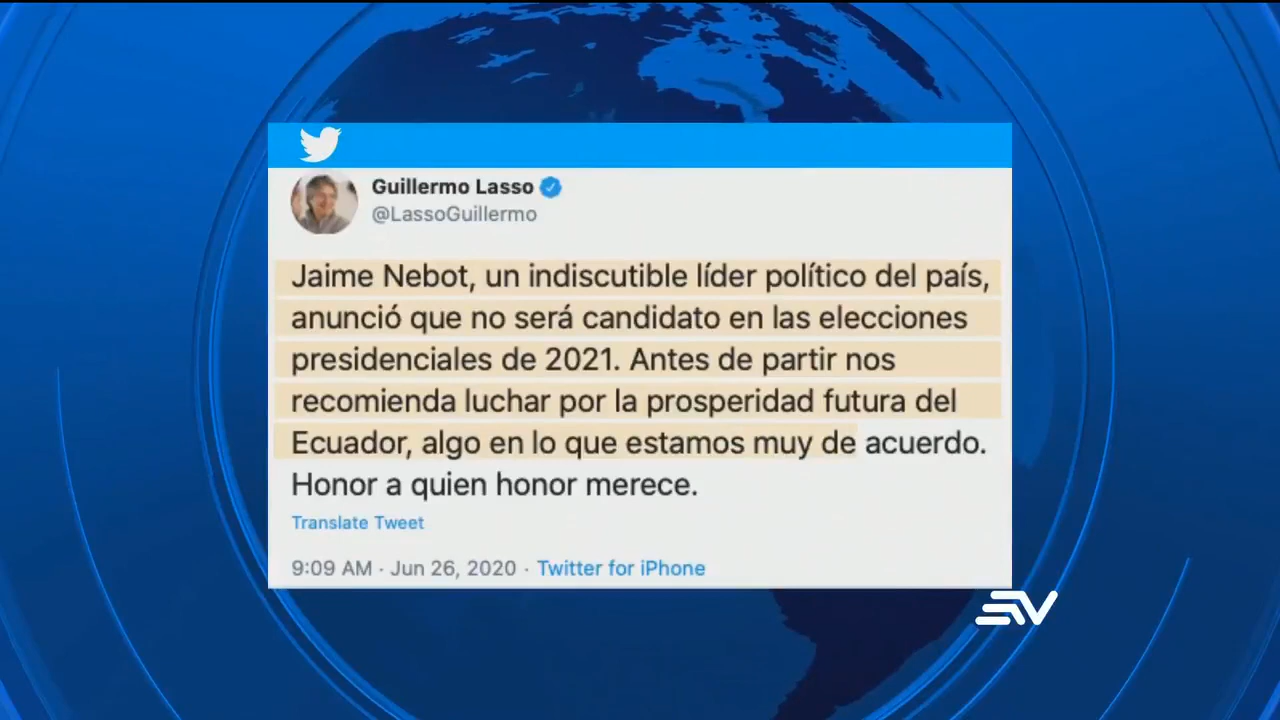 Guillermo Lasso
@LassoGuillermo
Jaime Nebot, un indiscutible líder político del país,
anunció que no será candidato en las elecciones
presidenciales de 2021. Antes de partir nos
recomienda luchar por la prosperidad futura del
Ecuador, algo en lo que estamos muy de acuerdo.
Honor a quien honor merece.
Translate Tweet
9:09 AM · Jun 26, 2020 · Twitter for iPhone
EV